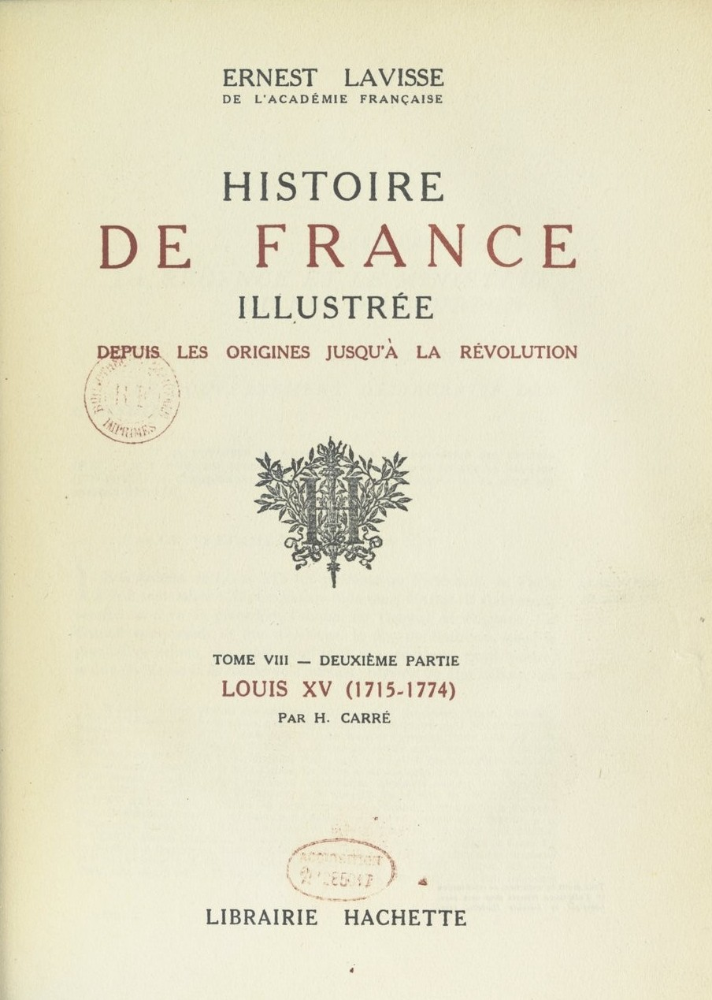 ERNEST LAVISSE
DE L'ACADÉMIE FRANÇAISE
HISTOIRE
DE FRANCE
ILLUSTRÉE
DEPUIS LES ORIGINES JUSQU'À LA RÉVOLUTION
IMPRIMÉS
H
TOME VIII — DEUXIÈME PARTIE
LOUIS XV (1715-1774)
PAR H. CARRÉ
LIBRAIRIE HACHETTE